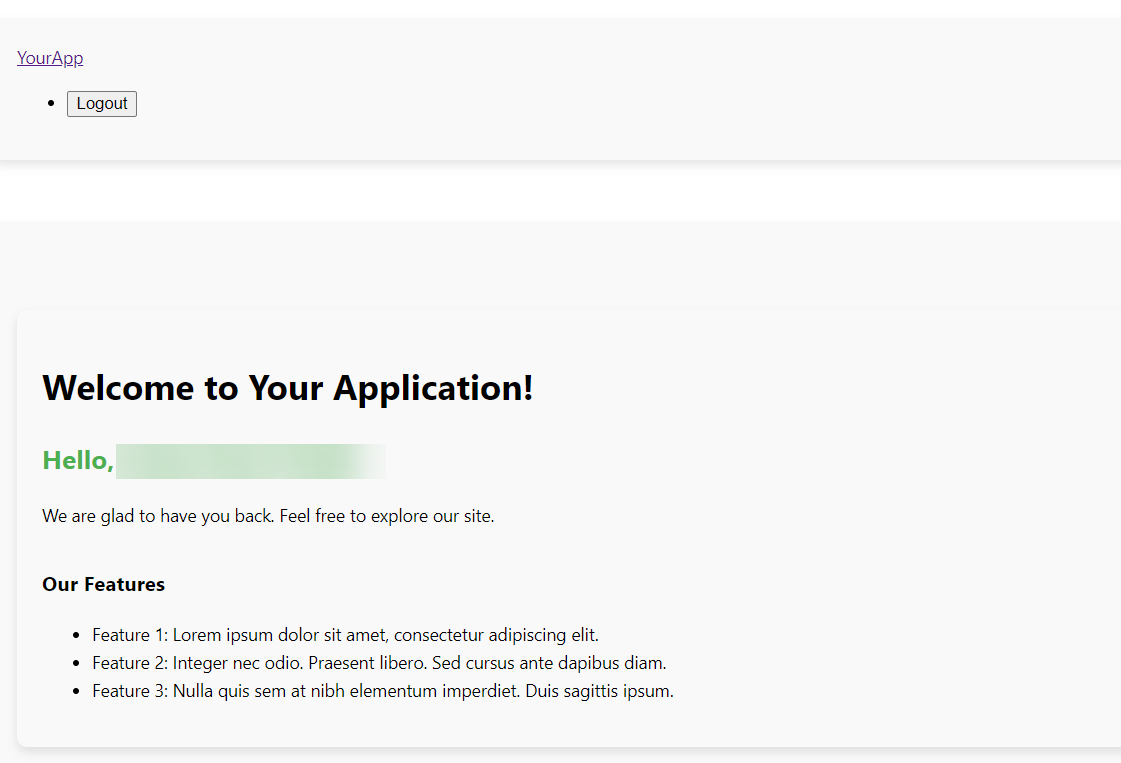 YourApp
Logout
Welcome to Your Application!
Hello,
We are glad to have you back. Feel free to explore our site.
Our Features
Feature 1: Lorem ipsum dolor sit amet, consectetur adipiscing elit.
Feature 2: Integer nec odio. Praesent libero. Sed cursus ante dapibus diam.
Feature 3: Nulla quis sem at nibh elementum imperdiet. Duis sagittis ipsum.